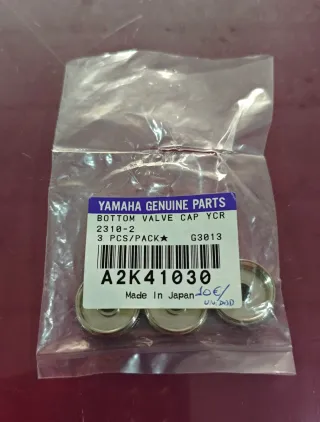 YAMAHA GENUINE PARTS
BOTTOM VALVE CAP YCR
2310-2
3 PCS/PACK★ G3013
A2K41030
Made In Japan
10€/